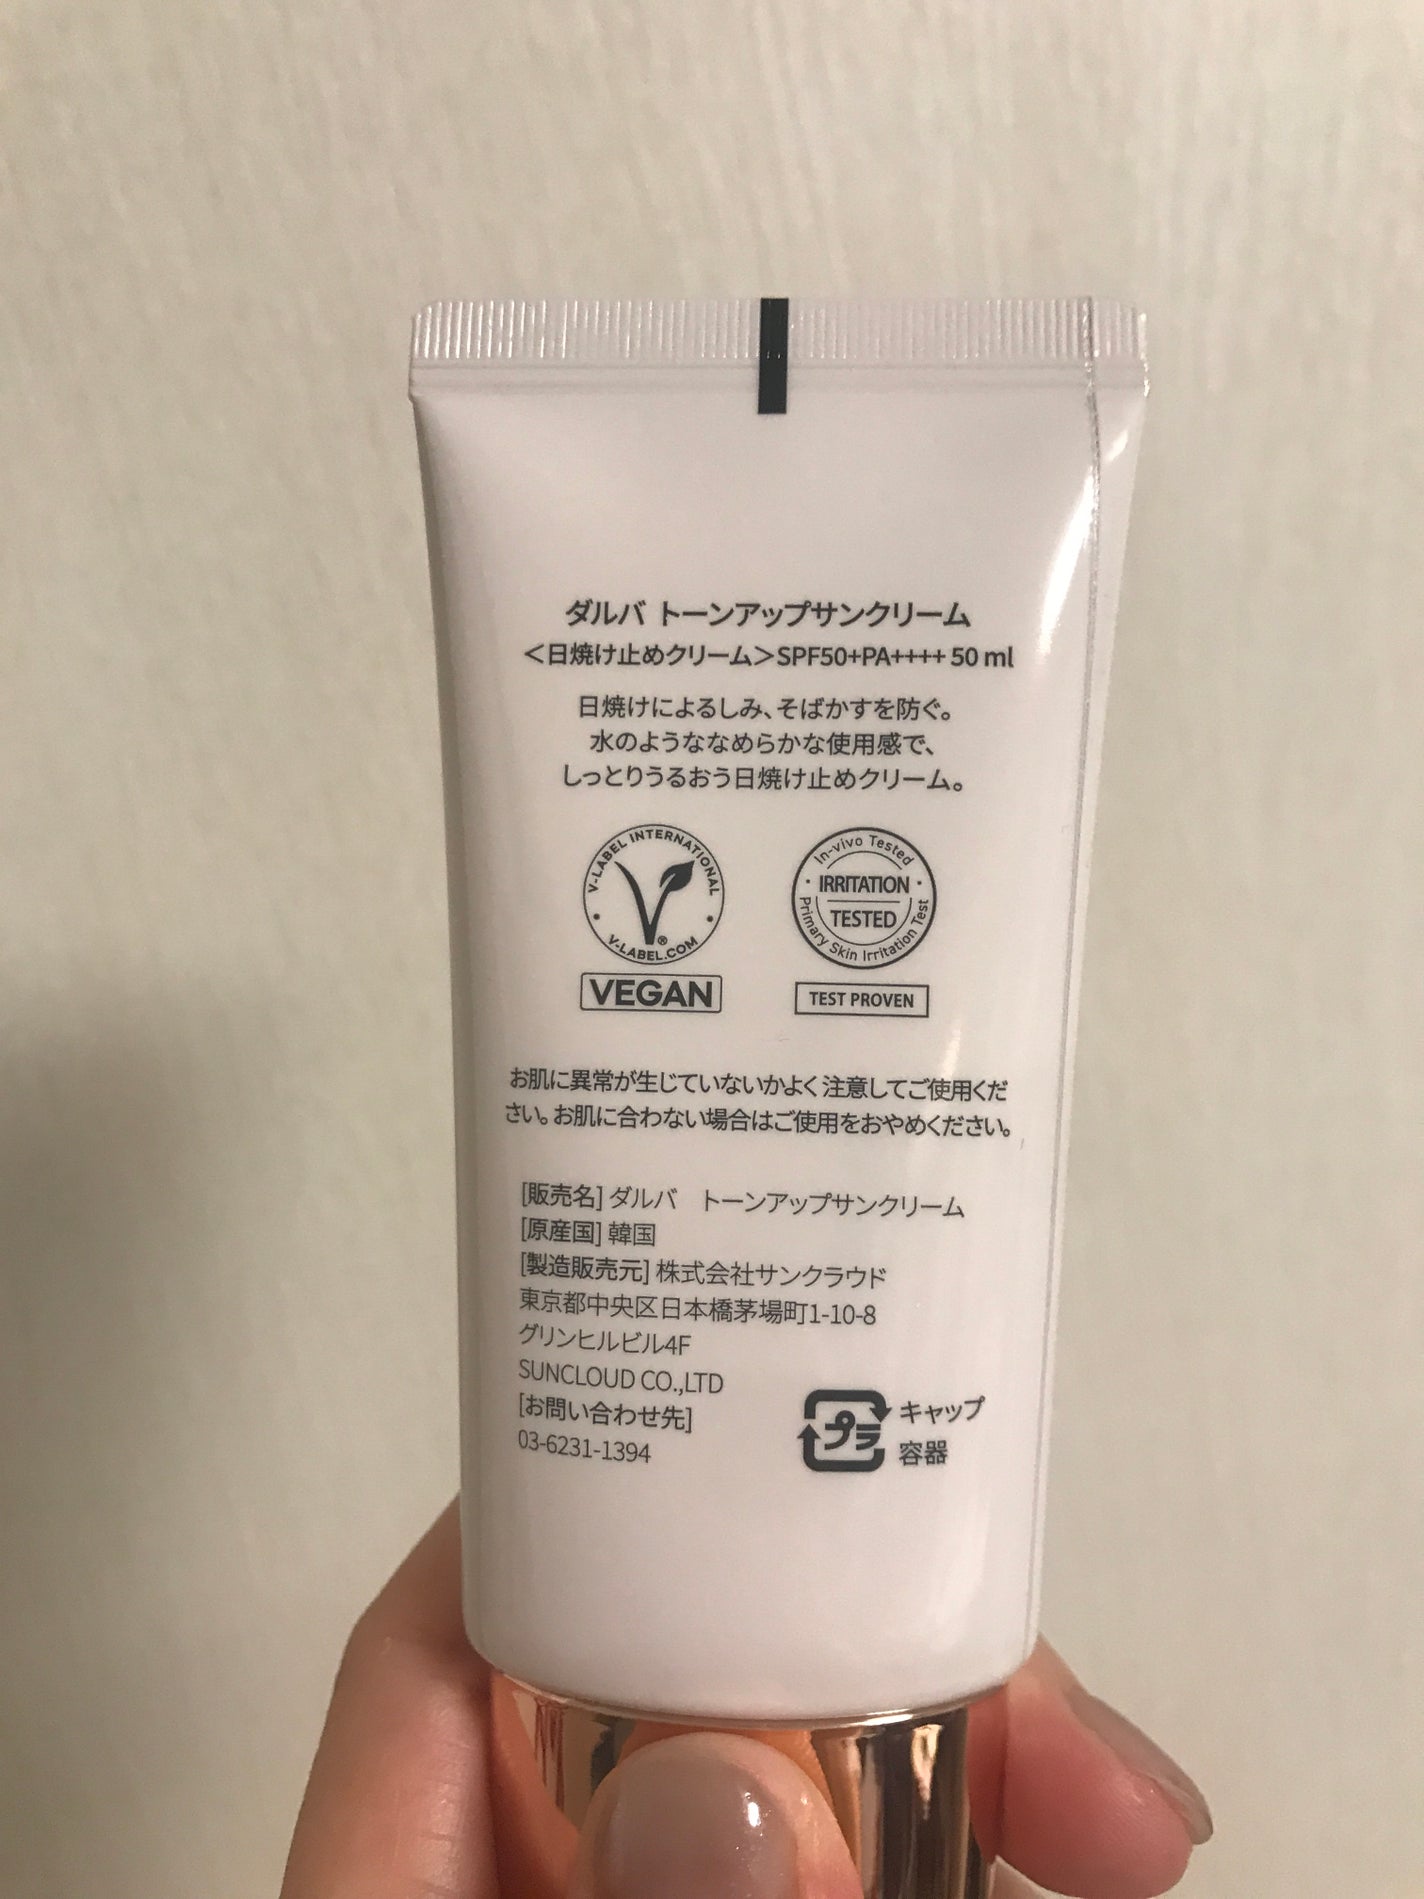 ダルバ トーンアップサンクリーム
＜日焼け止めクリーム＞SPF50+PA++++ 50 ml
日焼けによるしみ、そばかすを防ぐ。
水のようななめらかな使用感で、
しっとりうるおう日焼け止めクリーム。
V-LABEL INTERNATIONAL
®
V-LABEL.COM
VEGAN
In-vivo Tested
IRRITATION
TESTED
Primary Skin Irritation Test
TEST PROVEN
お肌に異常が生じていないかよく注意してご使用くだ
さい。お肌に合わない場合はご使用をおやめください。
[販売名] ダルバ　トーンアップサンクリーム
[原産国] 韓国
[製造販売元] 株式会社サンクラウド
東京都中央区日本橋茅場町1-10-8
グリンヒルビル4F
SUNCLOUD CO.,LTD
[お問い合わせ先]
03-6231-1394
プラ
キャップ
容器